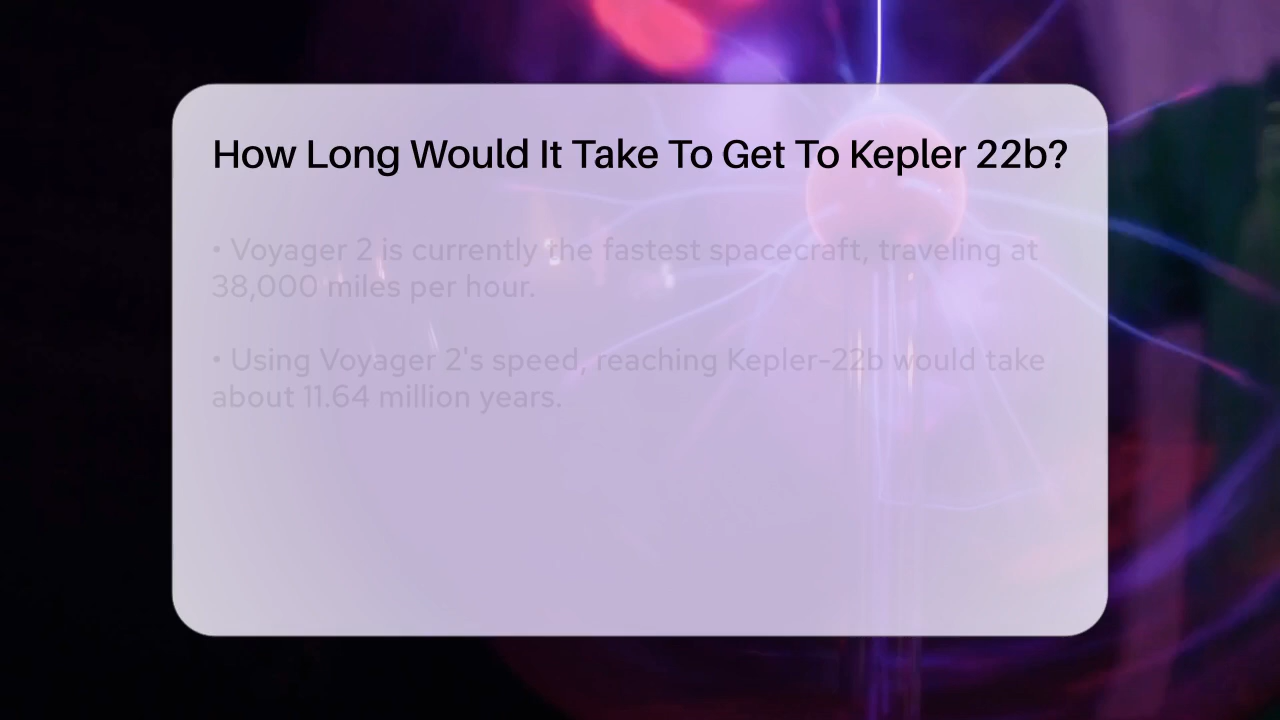 How Long Would It Take To Get To Kepler 22b?
• Voyager 2 is currently the fastest spacecraft, traveling at
38,000 miles per hour.
• Using Voyager 2's speed, reaching Kepler-22b would take
about 11.64 million years.